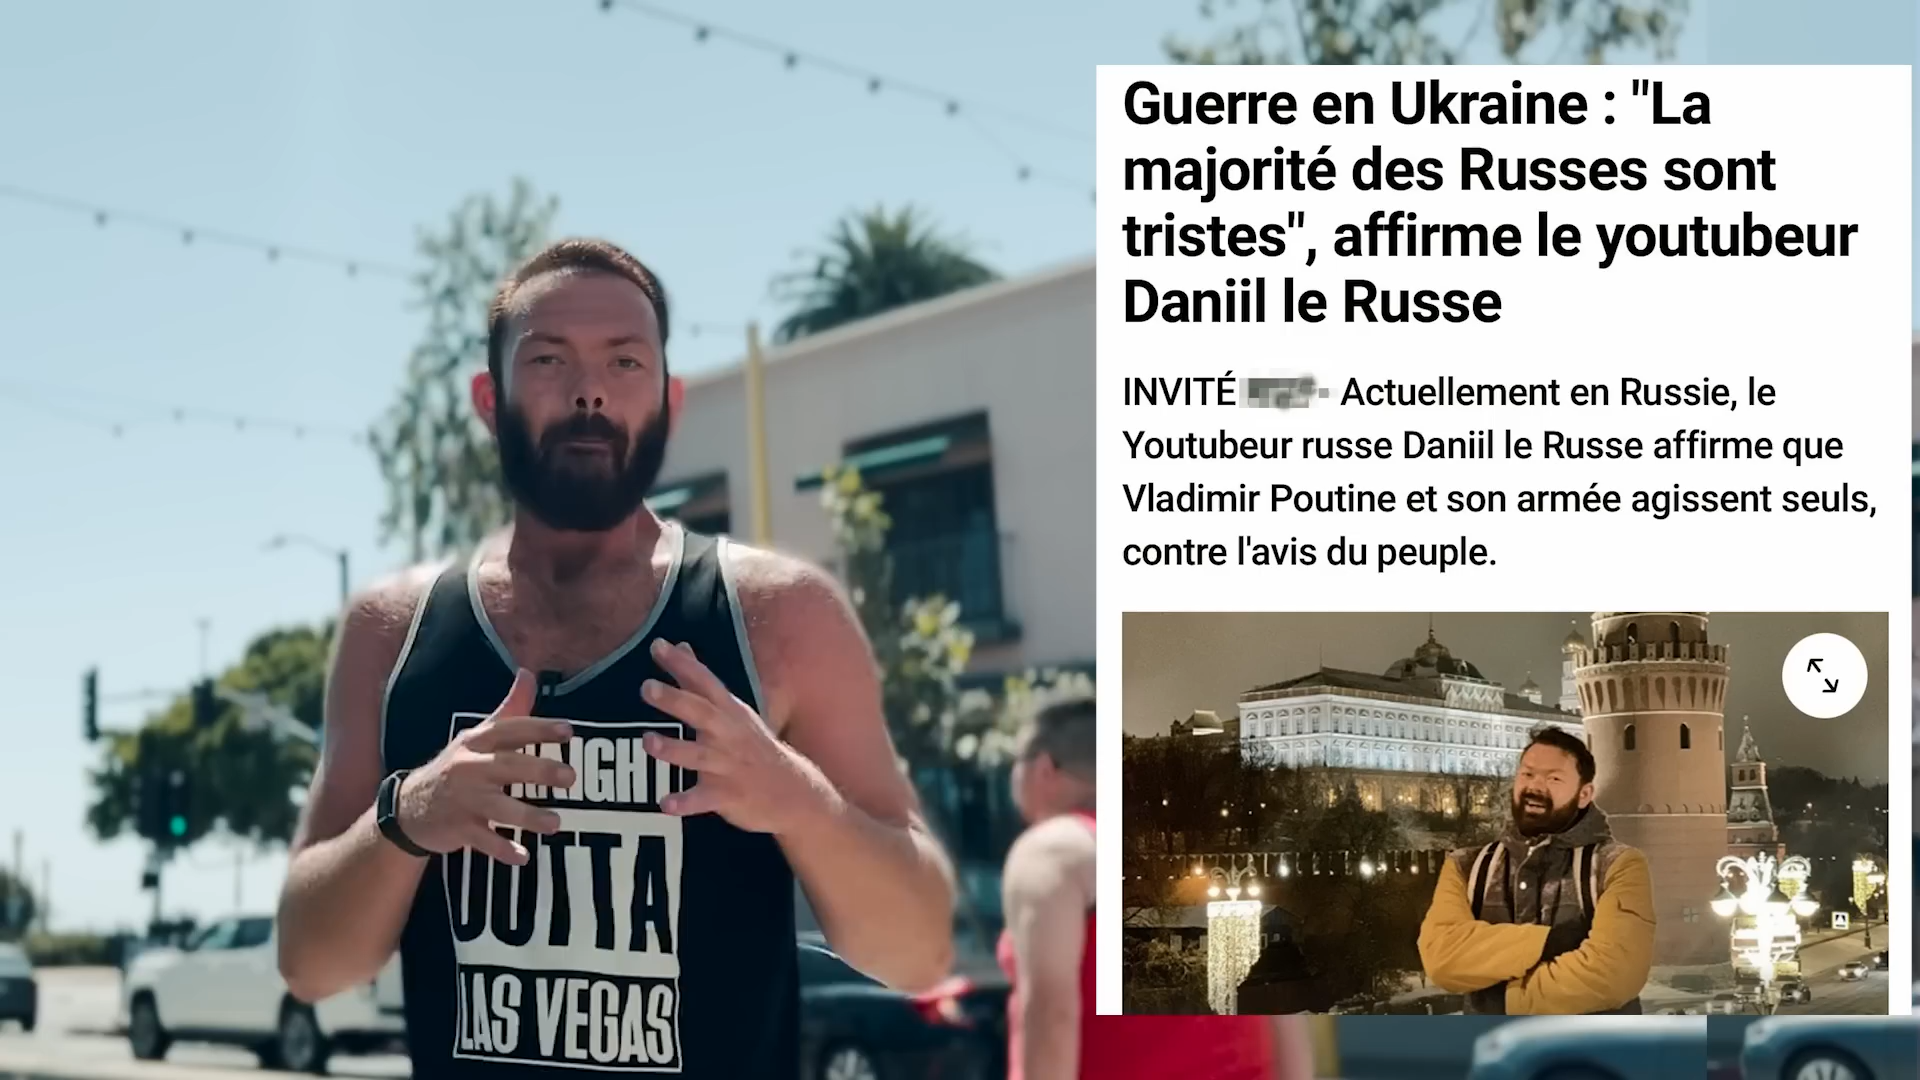 Guerre en Ukraine : "La
majorité des Russes sont
tristes", affirme le youtubeur
Daniil le Russe
INVITÉ - Actuellement en Russie, le
Youtubeur russe Daniil le Russe affirme que
Vladimir Poutine et son armée agissent seuls,
contre l'avis du peuple.
OUTTA
LAS VEGAS